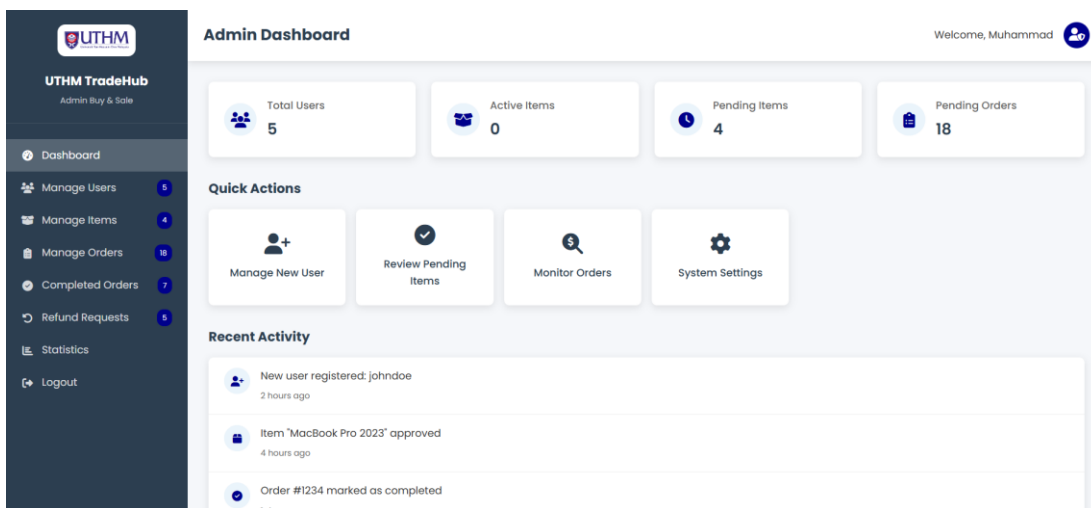 UTHM
UTHM TradeHub
Admin Buy & Sale
Dashboard
Manage Users 5
Manage Items 4
Manage Orders 18
Completed Orders 7
Refund Requests 5
Statistics
Logout
Admin Dashboard
Welcome, Muhammad
Total Users
5
Active Items
0
Pending Items
4
Pending Orders
18
Quick Actions
Manage New User
Review Pending
Items
Monitor Orders
System Settings
Recent Activity
New user registered: johndoe
2 hours ago
Item "MacBook Pro 2023" approved
4 hours ago
Order #1234 marked as completed